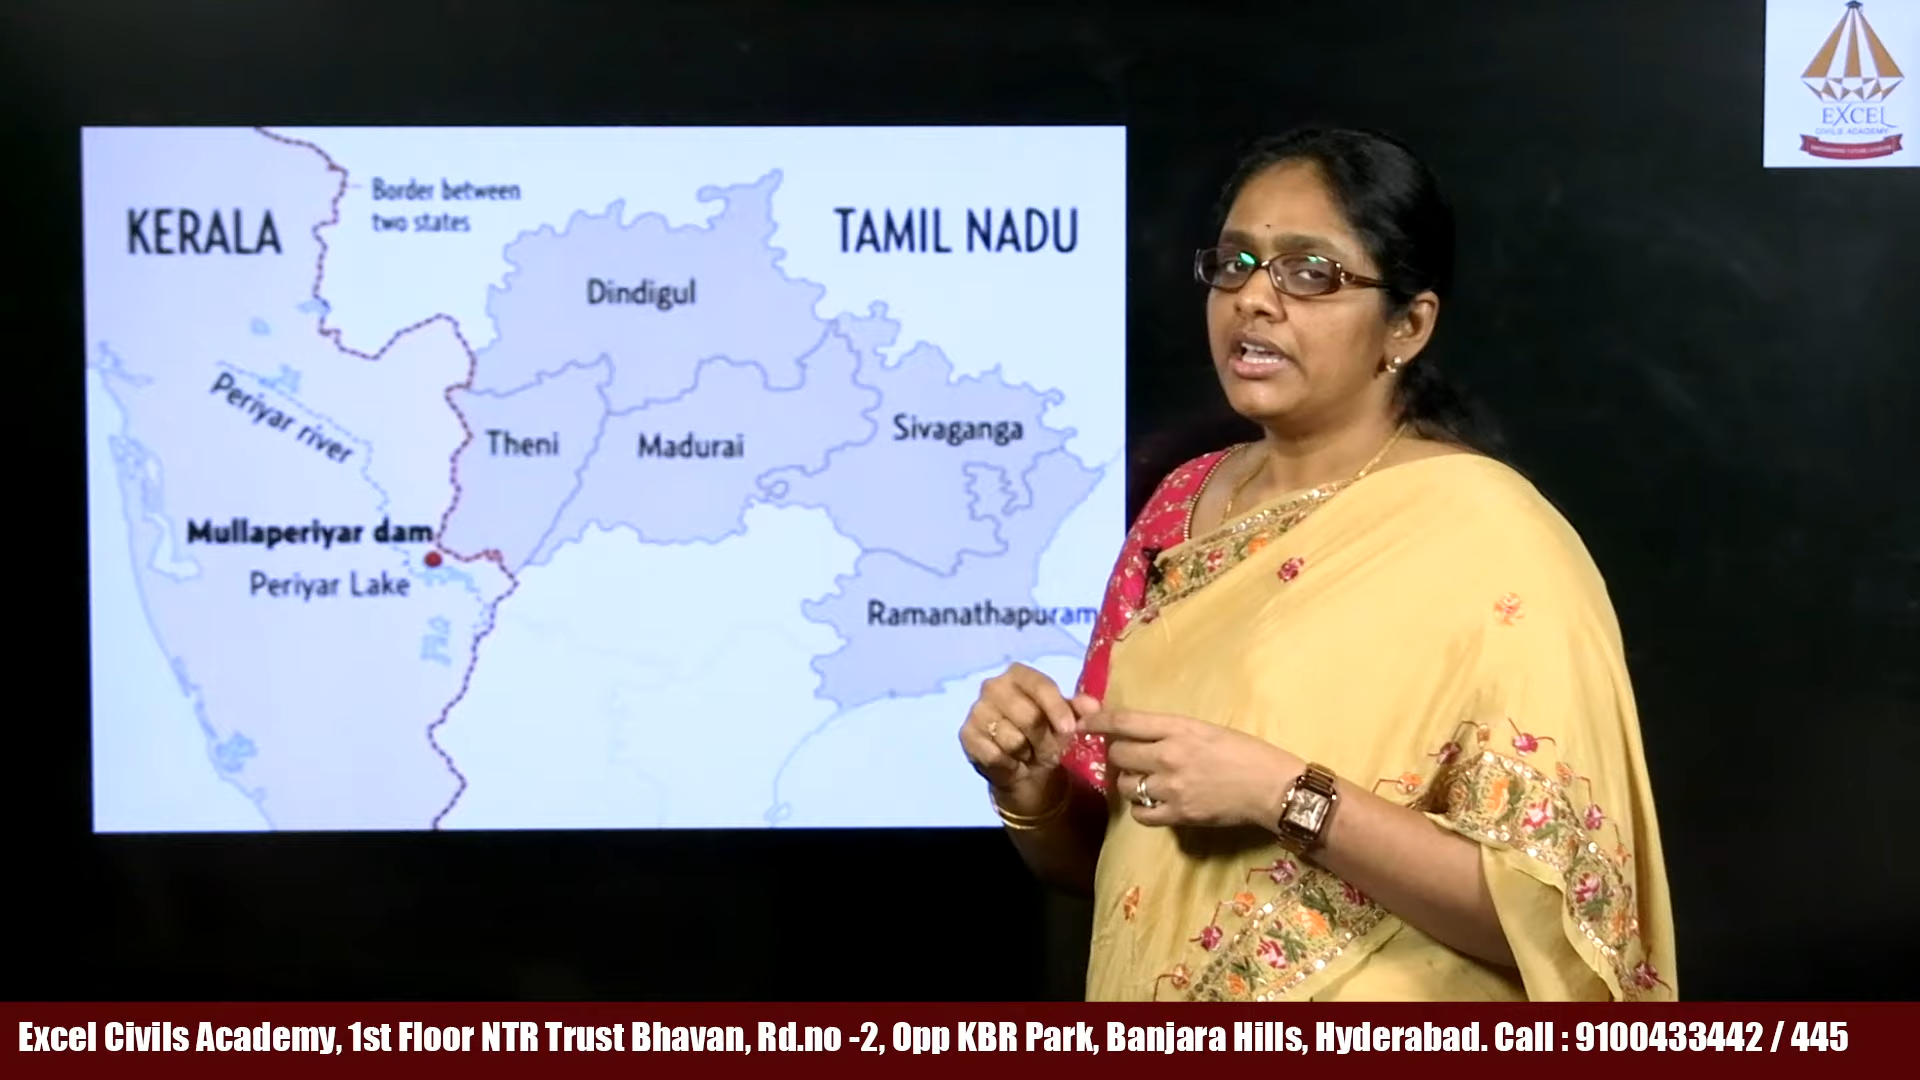 EXCEL
CIVILS ACADEMY
KERALA
Border between
two states
TAMIL NADU
Dindigul
Periyar river
Theni
Madurai
Sivaganga
Mullaperiyar dam
Periyar Lake
Ramanathapuram
Excel Civils Academy, 1st Floor NTR Trust Bhavan, Rd.no -2, Opp KBR Park, Banjara Hills, Hyderabad. Call : 9100433442 / 445